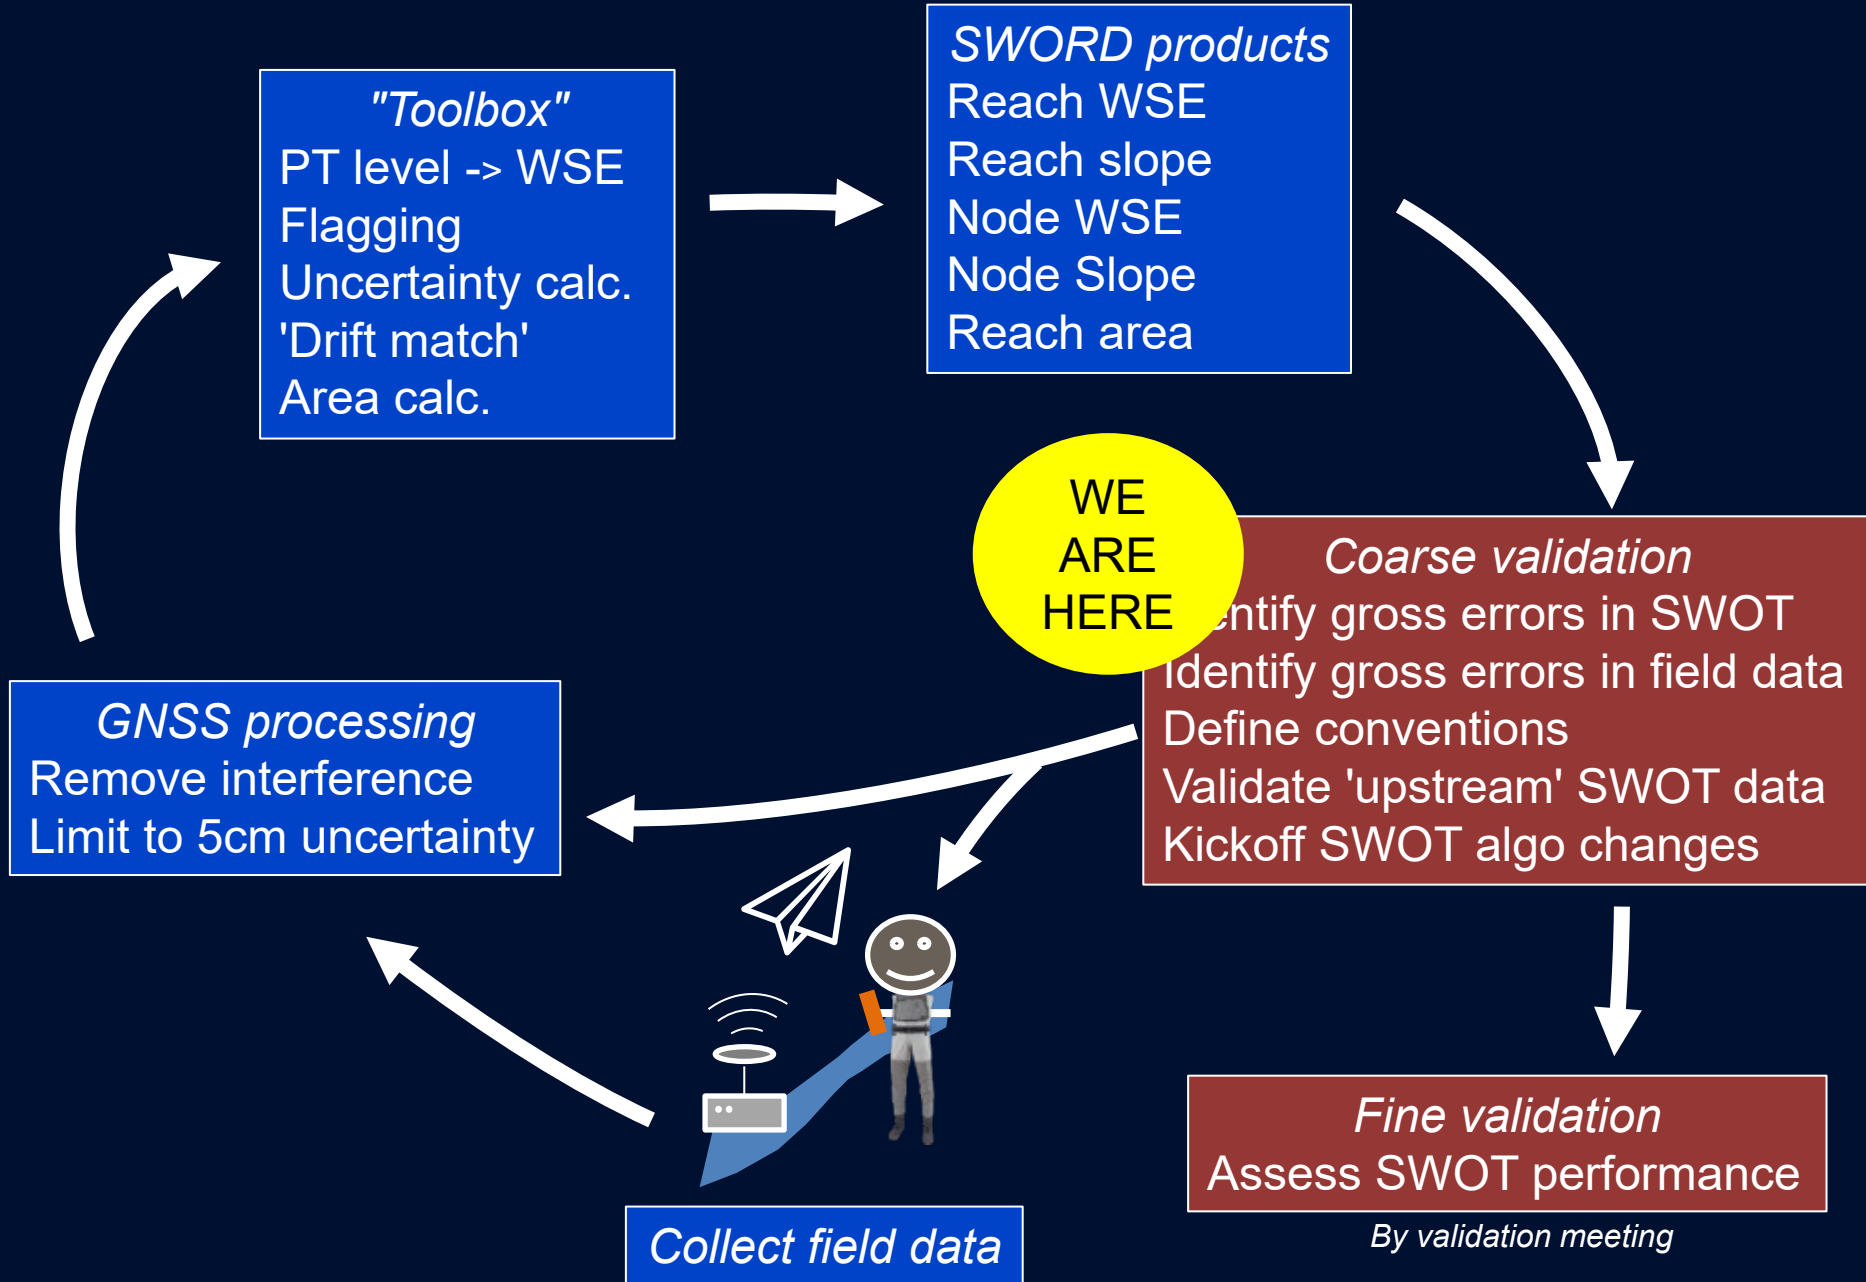 "Toolbox"
PT level -> WSE
Flagging
Uncertainty calc.
'Drift match'
Area calc.
SWORD products
Reach WSE
Reach slope
Node WSE
Node Slope
Reach area
WE
ARE
HERE
Coarse validation
entify gross errors in SWOT
Identify gross errors in field data
Define conventions
Validate 'upstream' SWOT data
Kickoff SWOT algo changes
GNSS processing
Remove interference
Limit to 5cm uncertainty
Collect field data
Fine validation
Assess SWOT performance
By validation meeting